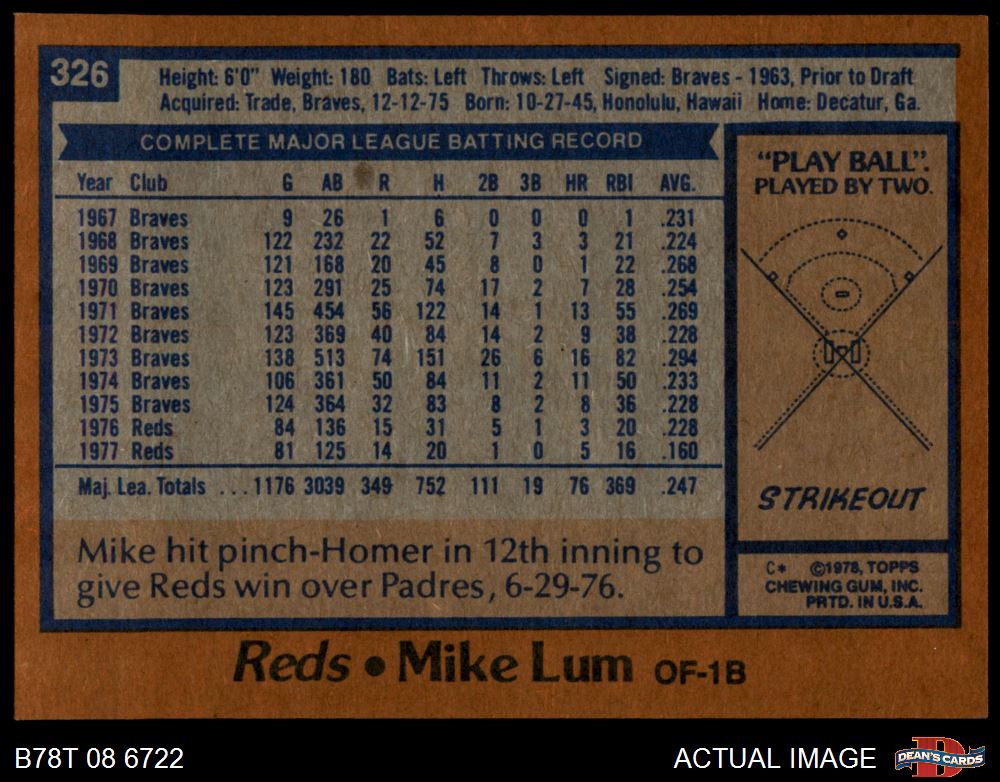 326
Height: 6'0" Weight: 180 Bats: Left Throws: Left Signed: Braves - 1963, Prior to Draft
Acquired: Trade, Braves, 12-12-75 Born: 10-27-45, Honolulu, Hawaii Home: Decatur, Ga.
COMPLETE MAJOR LEAGUE BATTING RECORD
Year Club G AB R H 2B 3B HR RBI AVG.
1967 Braves 9 26 1 6 0 0 0 1 .231
1968 Braves 122 232 22 52 7 3 3 21 .224
1969 Braves 121 168 20 45 8 0 1 22 .268
1970 Braves 123 291 25 74 17 2 7 28 .254
1971 Braves 145 454 56 122 14 1 13 55 .269
1972 Braves 123 369 40 84 14 2 9 38 .228
1973 Braves 138 513 74 151 26 6 16 82 .294
1974 Braves 106 361 50 84 11 2 11 50 .233
1975 Braves 124 364 32 83 8 2 8 36 .228
1976 Reds 84 136 15 31 5 1 3 20 .228
1977 Reds 81 125 14 20 1 0 5 16 .160
Maj. Lea. Totals ...1176 3039 349 752 111 19 76 369 .247
Mike hit pinch-Homer in 12th inning to
give Reds win over Padres, 6-29-76.
"PLAY BALL".
PLAYED BY TWO.
STRIKEOUT
C* ©1978, TOPPS
CHEWING GUM, INC.
PRTD. IN U.S.A.
Reds • Mike Lum OF-1B
B78T 08 6722
ACTUAL IMAGE
D
DEAN'S CARDS